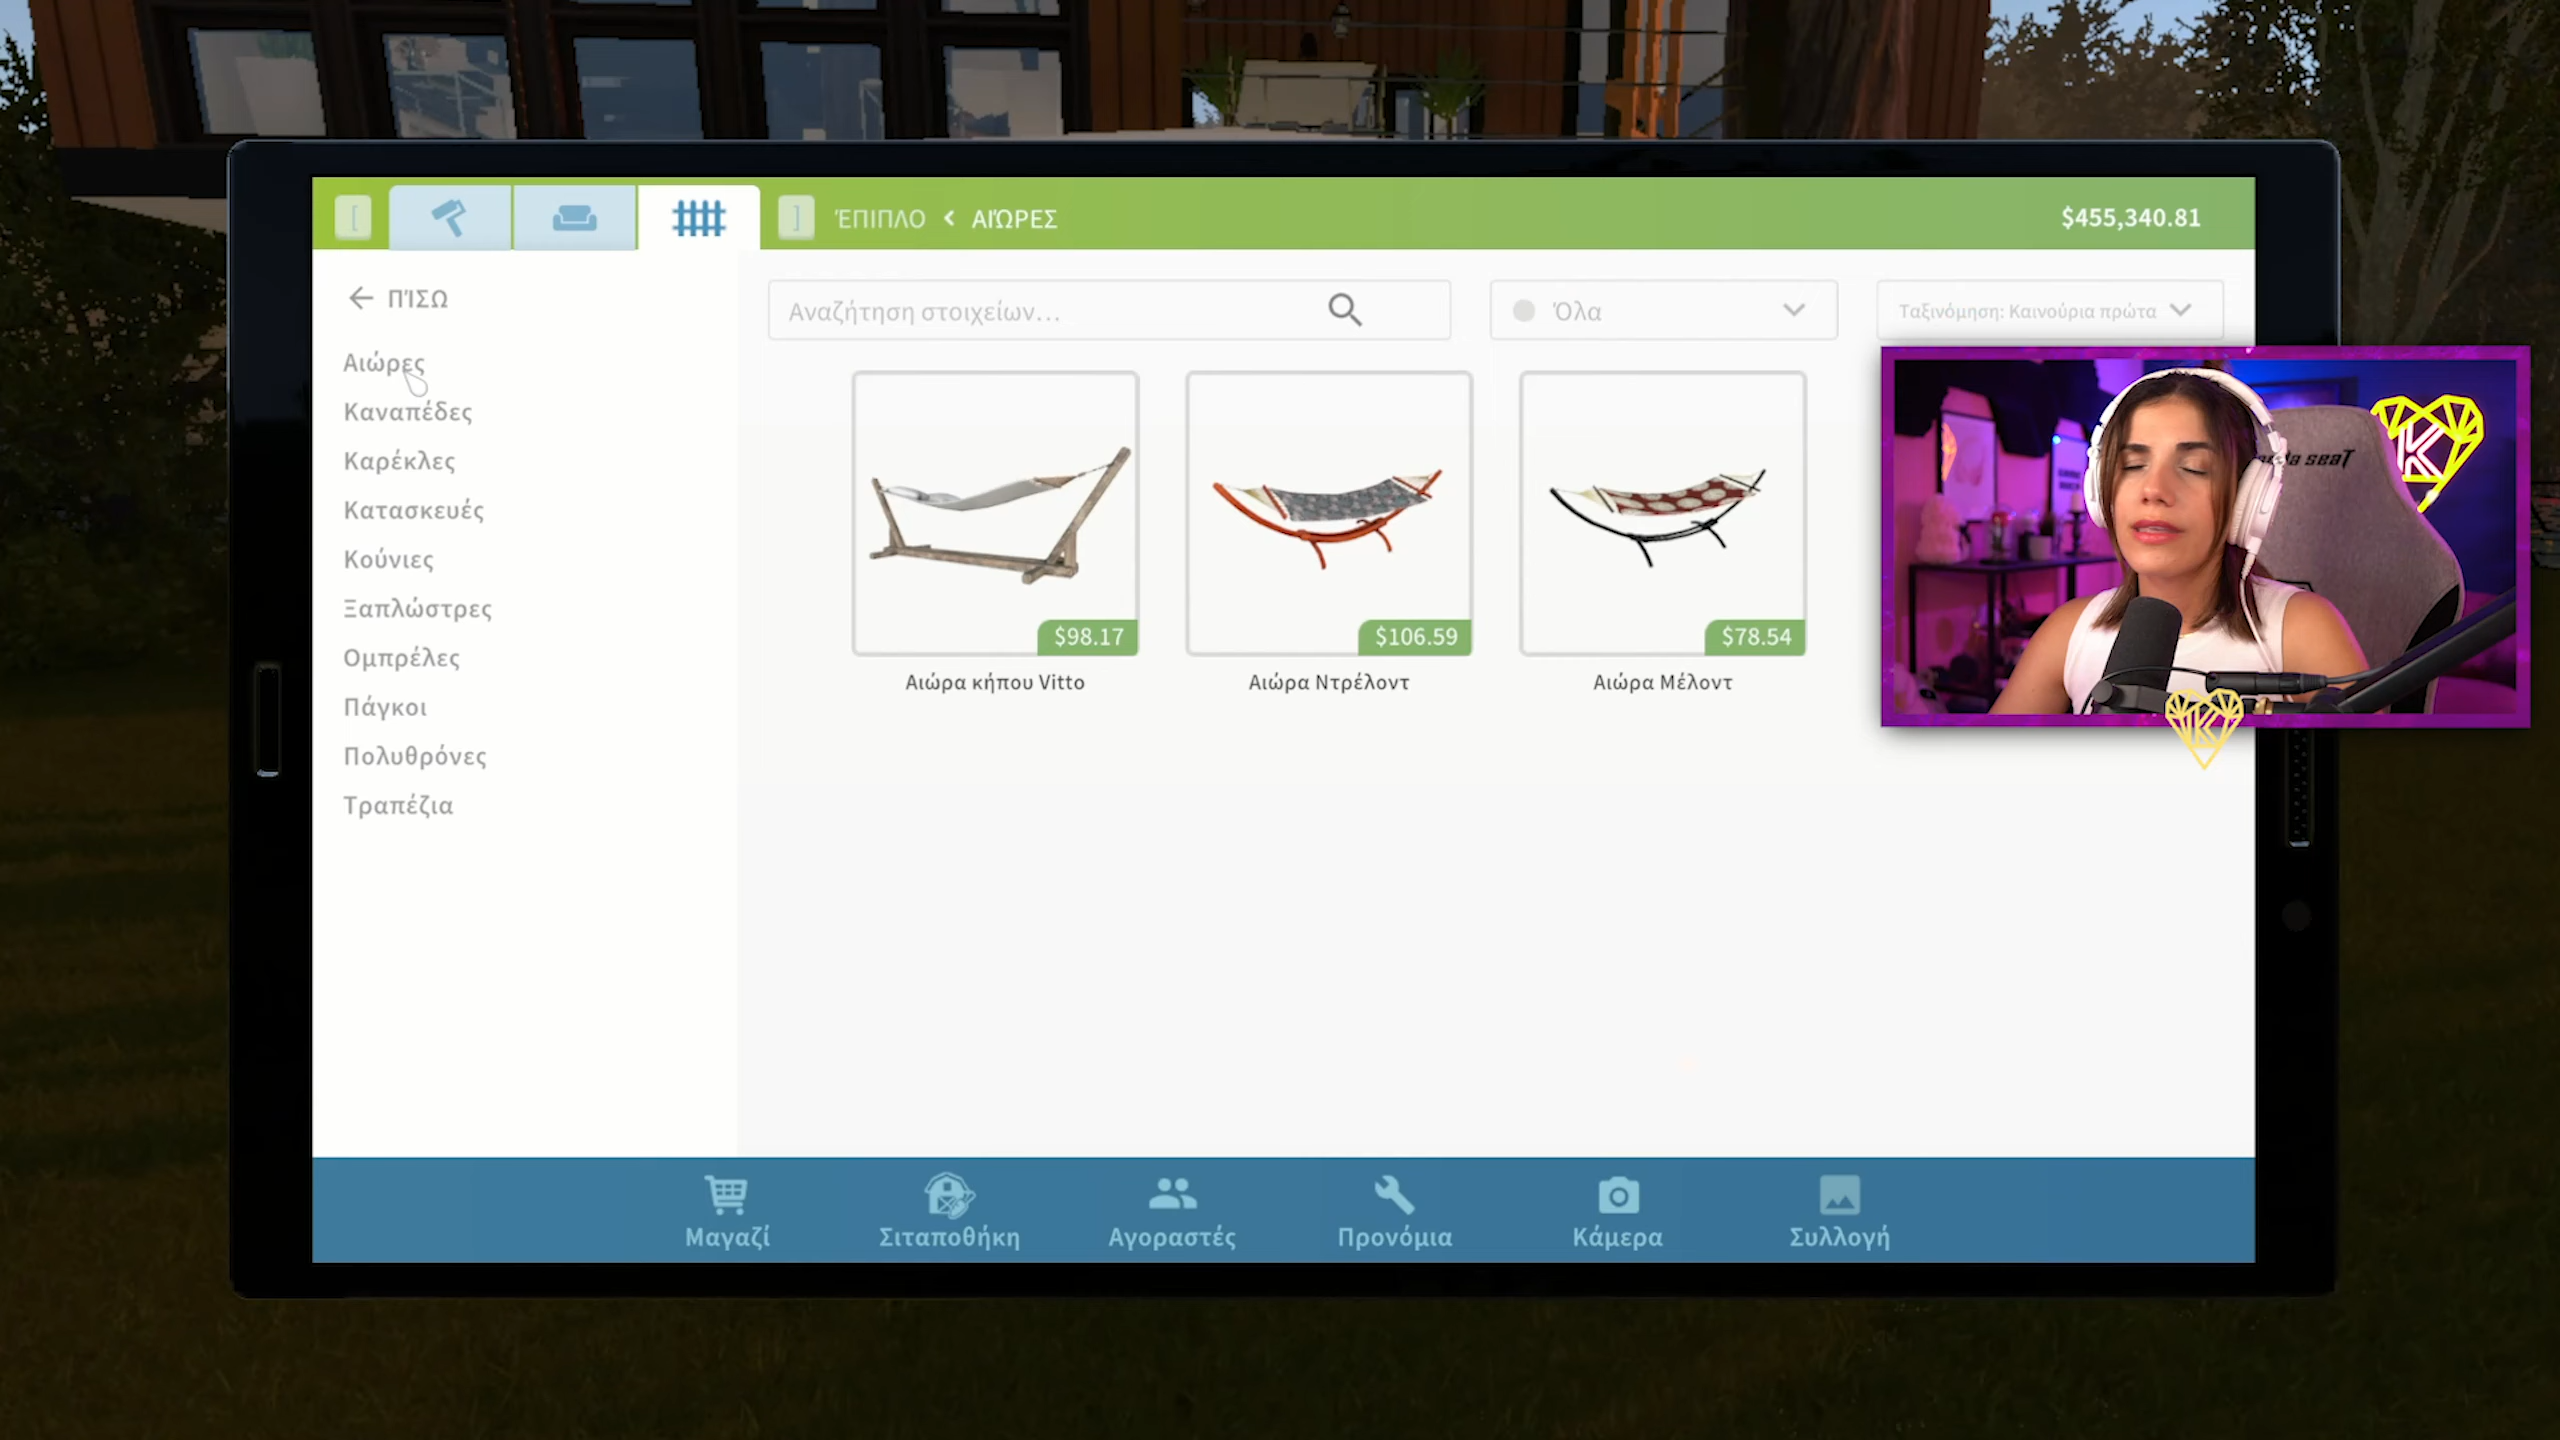 [
]
ΈΠΙΠΛΟ < ΑΙΏΡΕΣ
$455,340.81
ΠΊΣΩ
Αιώρες
Καναπέδες
Καρέκλες
Κατασκευές
Κούνιες
Ξαπλώστρες
Ομπρέλες
Πάγκοι
Πολυθρόνες
Τραπέζια
Αναζήτηση στοιχείων...
Όλα
Ταξινόμηση: Καινούρια πρώτα
$98.17
$106.59
$78.54
Αιώρα κήπου Vitto
Αιώρα Ντρέλοντ
Αιώρα Μέλοντ
seaT
K
K
Μαγαζί
Σιταποθήκη
Αγοραστές
Προνόμια
Κάμερα
Συλλογή